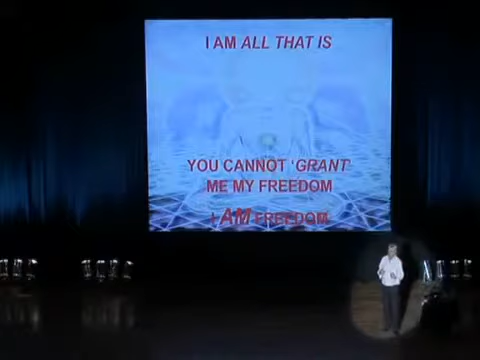 I AM ALL THAT IS
YOU CANNOT 'GRANT'
ME MY FREEDOM
I AM FREEDOM